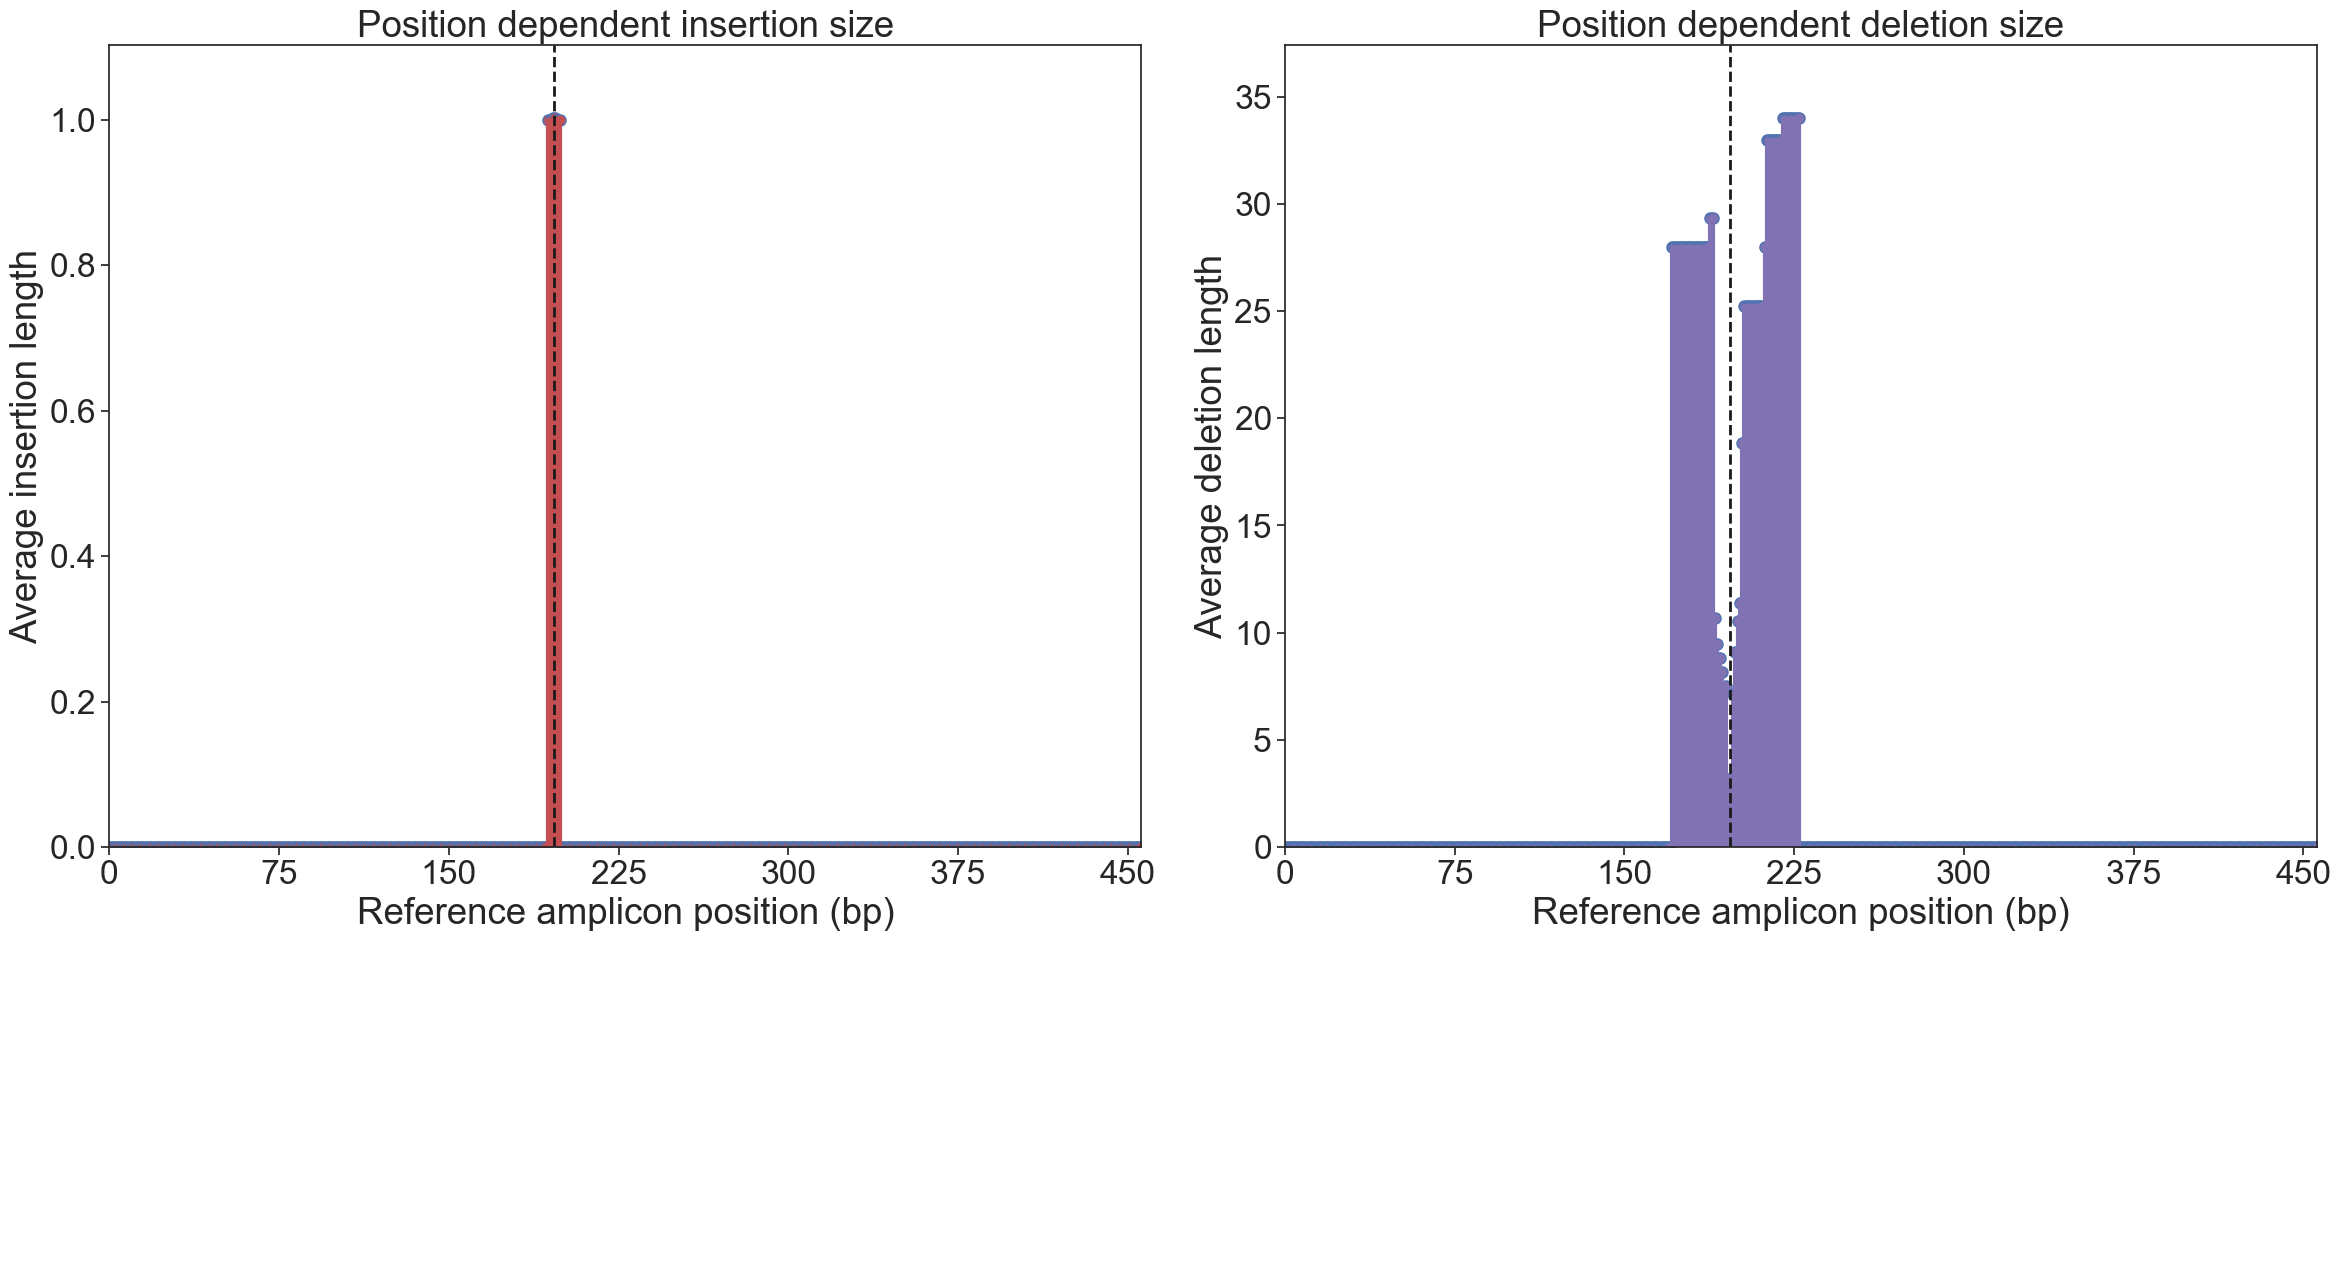 Position dependent insertion size
Average insertion length
1.0
0.8
0.6
0.4
0.2
0.0
0 75 150 225 300 375 450
Reference amplicon position (bp)
Position dependent deletion size
Average deletion length
35
30
25
20
15
10
5
0
0 75 150 225 300 375 450
Reference amplicon position (bp)